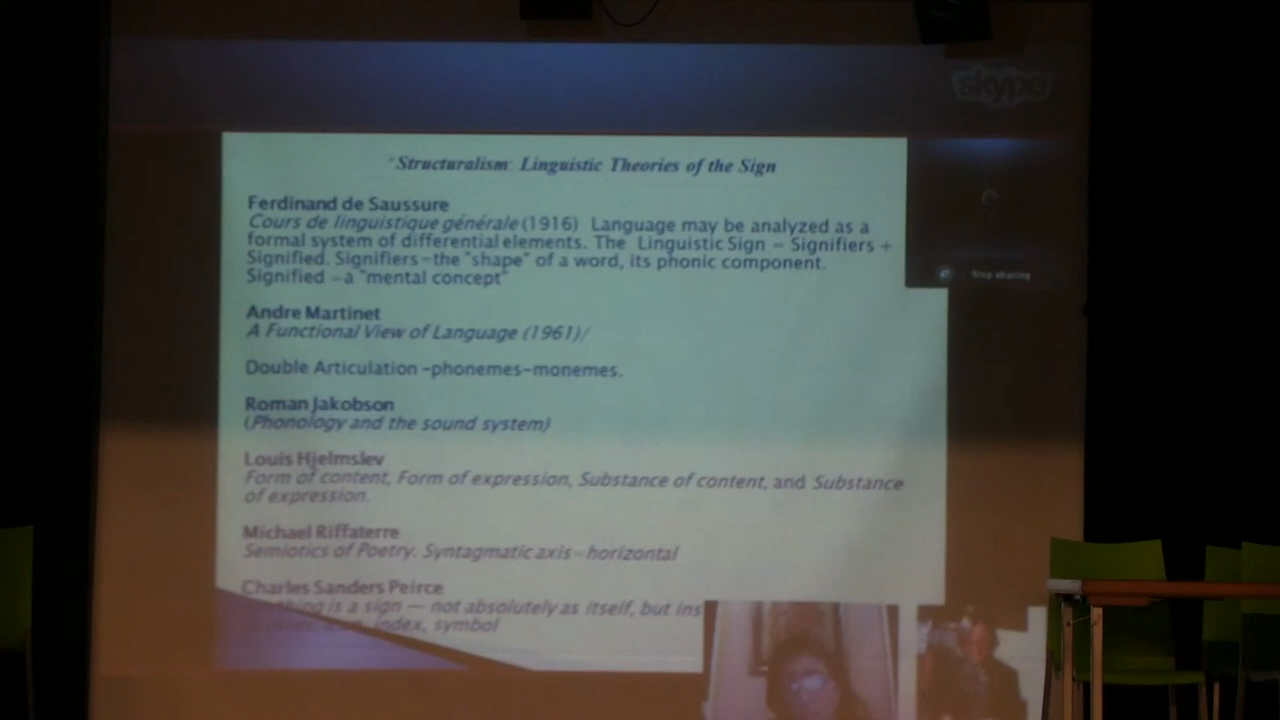 skype
"Structuralism: Linguistic Theories of the Sign
Ferdinand de Saussure
Cours de linguistique générale (1916) Language may be analyzed as a
formal system of differential elements. The Linguistic Sign = Signifiers +
Signified. Signifiers-the "shape" of a word, its phonic component.
Signified - a "mental concept"
Stop sharing
Andre Martinet
A Functional View of Language (1961)/
Double Articulation -phonemes-monemes.
Roman Jakobson
(Phonology and the sound system)
Louis Hjelmslev
Form of content, Form of expression, Substance of content, and Substance
of expression.
Michael Riffaterre
Semiotics of Poetry. Syntagmatic axis-horizontal
Charles Sanders Peirce
is a sign — not absolutely as itself, but ins
index, symbol